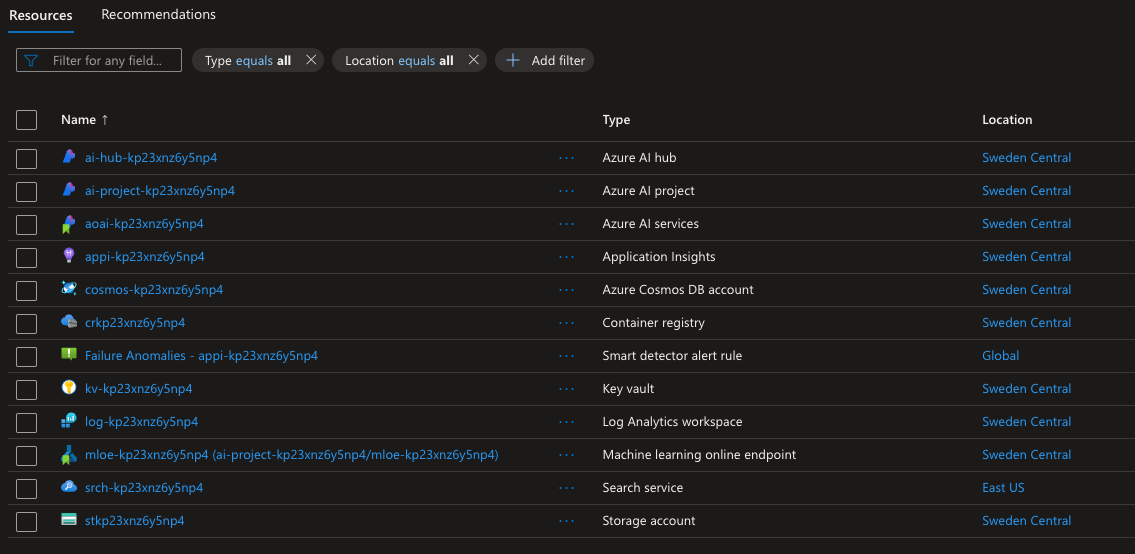 Resources Recommendations
Filter for any field... Type equals all Location equals all Add filter
Name ↑ Type Location
ai-hub-kp23xnz6y5np4 ··· Azure AI hub Sweden Central
ai-project-kp23xnz6y5np4 ··· Azure AI project Sweden Central
aoai-kp23xnz6y5np4 ··· Azure AI services Sweden Central
appi-kp23xnz6y5np4 ··· Application Insights Sweden Central
cosmos-kp23xnz6y5np4 ··· Azure Cosmos DB account Sweden Central
crkp23xnz6y5np4 ··· Container registry Sweden Central
Failure Anomalies - appi-kp23xnz6y5np4 ··· Smart detector alert rule Global
kv-kp23xnz6y5np4 ··· Key vault Sweden Central
log-kp23xnz6y5np4 ··· Log Analytics workspace Sweden Central
mloe-kp23xnz6y5np4 (ai-project-kp23xnz6y5np4/mloe-kp23xnz6y5np4) ··· Machine learning online endpoint Sweden Central
srch-kp23xnz6y5np4 ··· Search service East US
stkp23xnz6y5np4 ··· Storage account Sweden Central